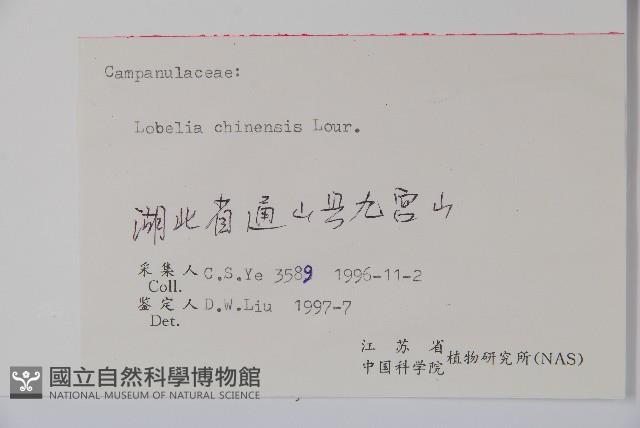 Campanulaceae:
Lobelia chinensis Lour.
湖北省通山县九宫山
采集人 C.S.Ye 3589 1996-11-2
Coll.
鉴定人 D.W.Liu 1997-7
Det.
江苏省
中国科学院 植物研究所(NAS)
國立自然科學博物館
NATIONAL MUSEUM OF NATURAL SCIENCE